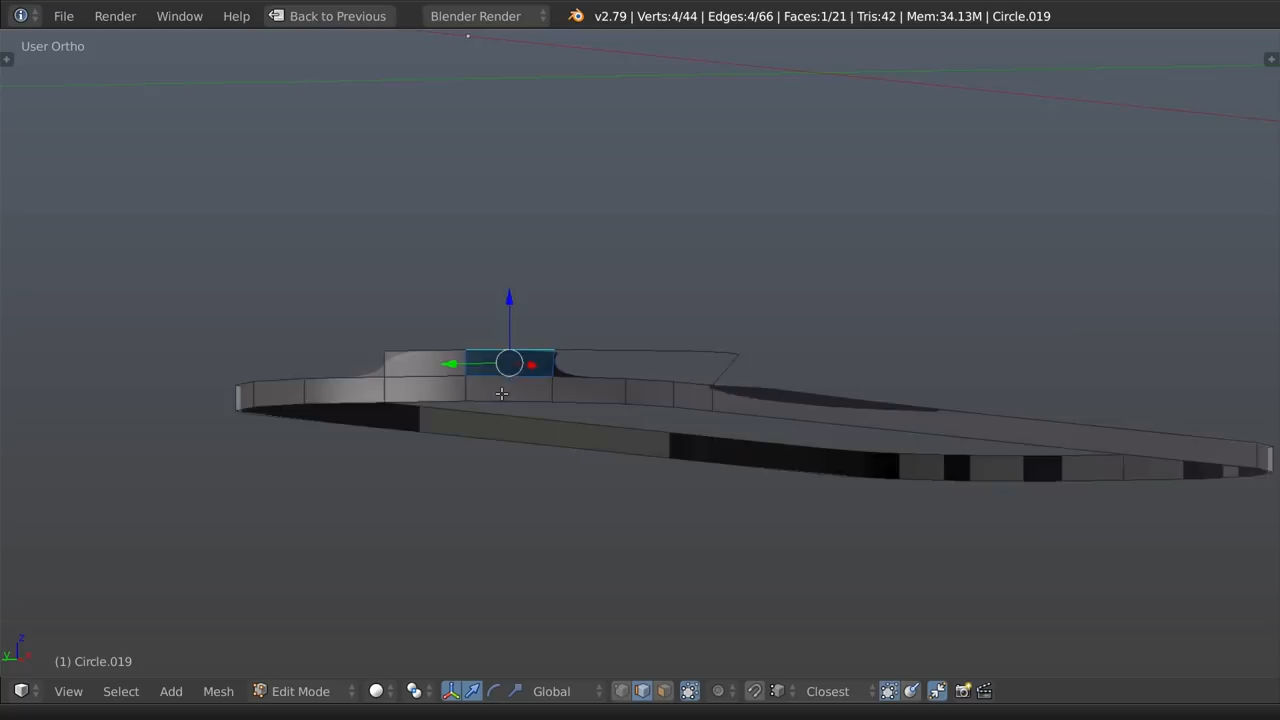 File Render Window Help Back to Previous Blender Render v2.79 | Verts:4/44 | Edges:4/66 | Faces:1/21 | Tris:42 | Mem:34.13M | Circle.019
User Ortho
z
y x
(1) Circle.019
View Select Add Mesh Edit Mode Global Closest